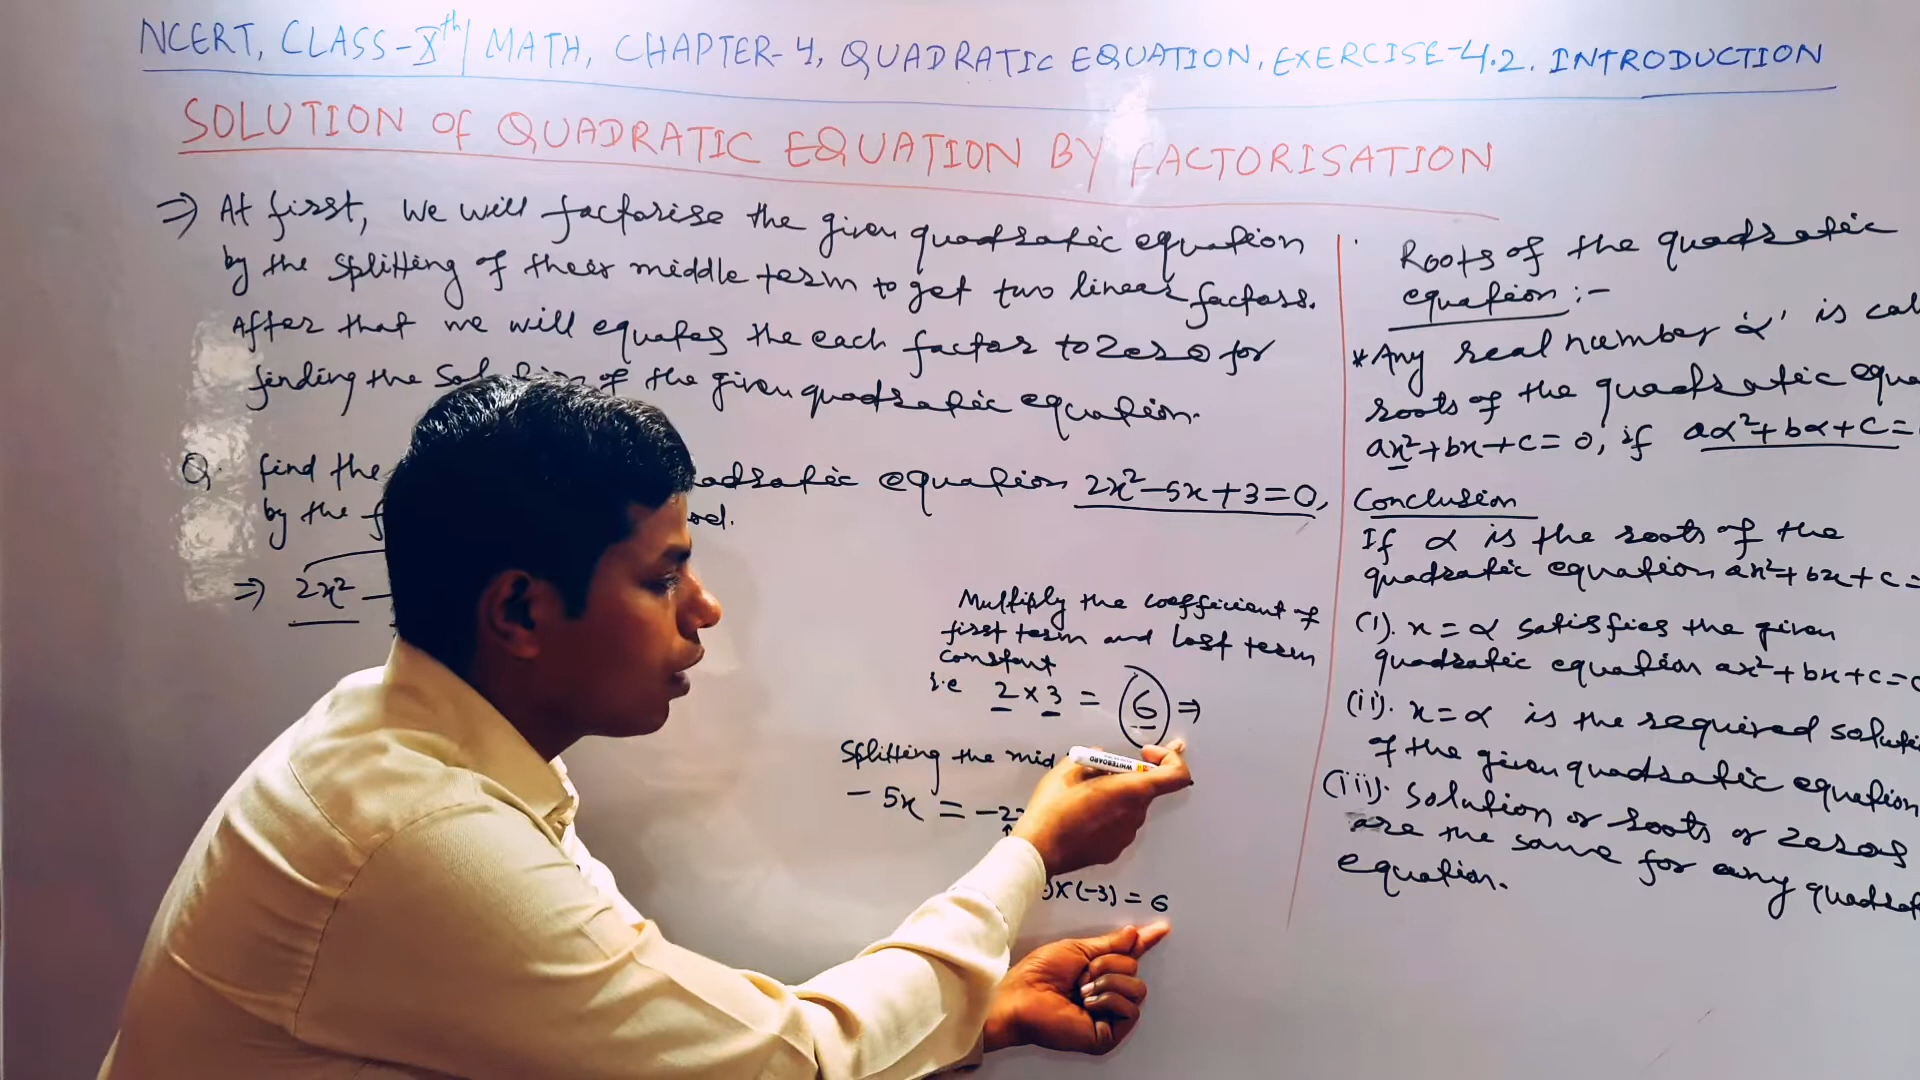 NCERT, CLASS-Xth/ MATH, CHAPTER-4, QUADRATIC EQUATION, EXERCISE-4.2. INTRODUCTION
SOLUTION OF QUADRATIC EQUATION BY FACTORISATION
⇒ At first, we will factorise the given quadratic equation
by the splitting of their middle term to get two linear factors.
After that we will equates the each factor to zero for
finding the of the given quadratic equation.
Q. find the equation 2x²-5x+3=0,
by the
⇒ 2x² -
Multiply the coefficient of
first term and last term
constant
i.e 2 × 3 = 6 ⇒
Splitting the mid
- 5x = -2
)×(-3) = 6
Roots of the quadratic
equation :-
*Any real number 'α' is
roots of the quadratic
ax²+bx+c=0, if aα²+bα+c=
Conclusion
If α is the roots of the
quadratic equation ax²+bx+c=
(i). x=α satisfies the given
quadratic equation ax²+bx+c=
(ii). x=α is the required
of the given quadratic equation
(iii). Solution or roots or zeros
are the same for any
equation.
WHITEBOARD